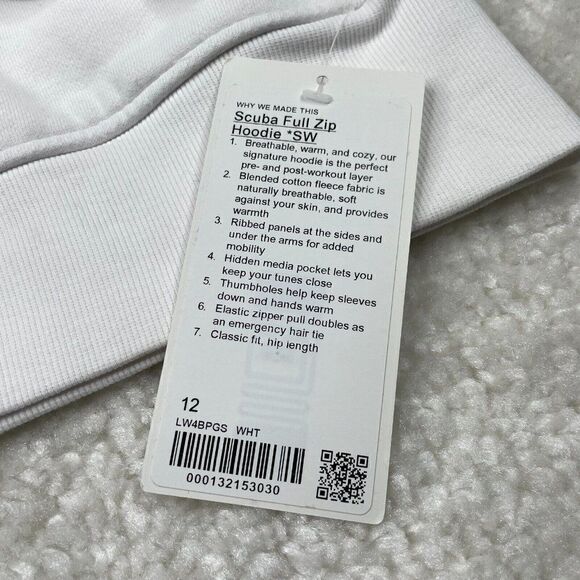 WHY WE MADE THIS
Scuba Full Zip
Hoodie *SW
1. Breathable, warm, and cozy, our
signature hoodie is the perfect
pre- and post-workout layer
2. Blended cotton fleece fabric is
naturally breathable, soft
against your skin, and provides
warmth
3. Ribbed panels at the sides and
under the arms for added
mobility
4. Hidden media pocket lets you
keep your tunes close
5. Thumbholes help keep sleeves
down and hands warm
6. Elastic zipper pull doubles as
an emergency hair tie
7. Classic fit, hip length
12
LW4BPGS WHT
000132153030